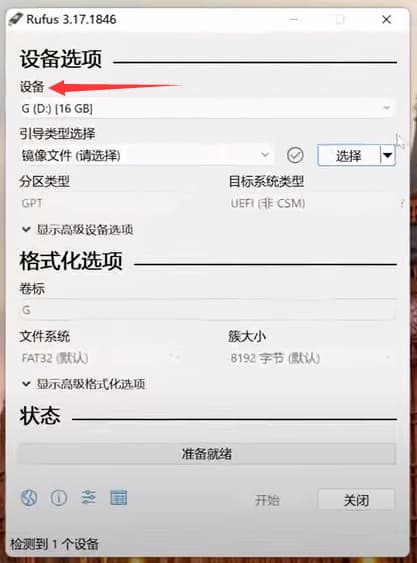 Rufus 3.17.1846
设备选项
设备
G (D:) [16 GB]
引导类型选择
镜像文件 (请选择)
选择
分区类型
目标系统类型
GPT
UEFI (非 CSM)
?
显示高级设备选项
格式化选项
卷标
G
文件系统
簇大小
FAT32 (默认)
8192 字节 (默认)
显示高级格式化选项
状态
准备就绪
开始
关闭
检测到 1 个设备